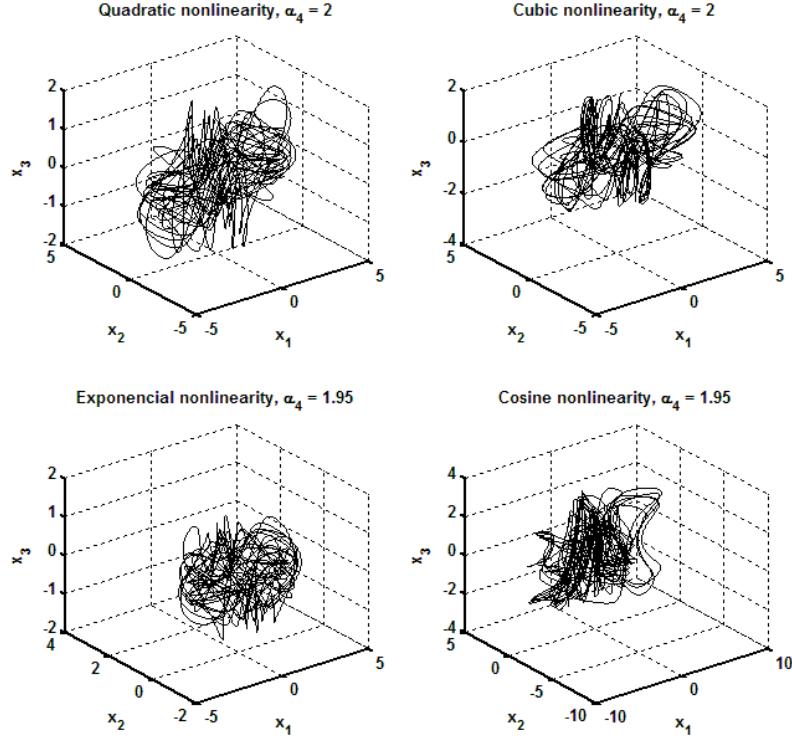 Quadratic nonlinearity, α4 = 2
Cubic nonlinearity, α4 = 2
2
1
0
-1
-2
x3
5
0
-5
x2
-5
0
5
x1
2
0
-2
-4
x3
5
0
-5
x2
-5
0
5
x1
Exponencial nonlinearity, α4 = 1.95
Cosine nonlinearity, α4 = 1.95
2
1
0
-1
-2
x3
4
2
0
-2
x2
-5
0
5
x1
4
2
0
-2
-4
x3
5
0
-5
-10
x2
-10
0
10
x1